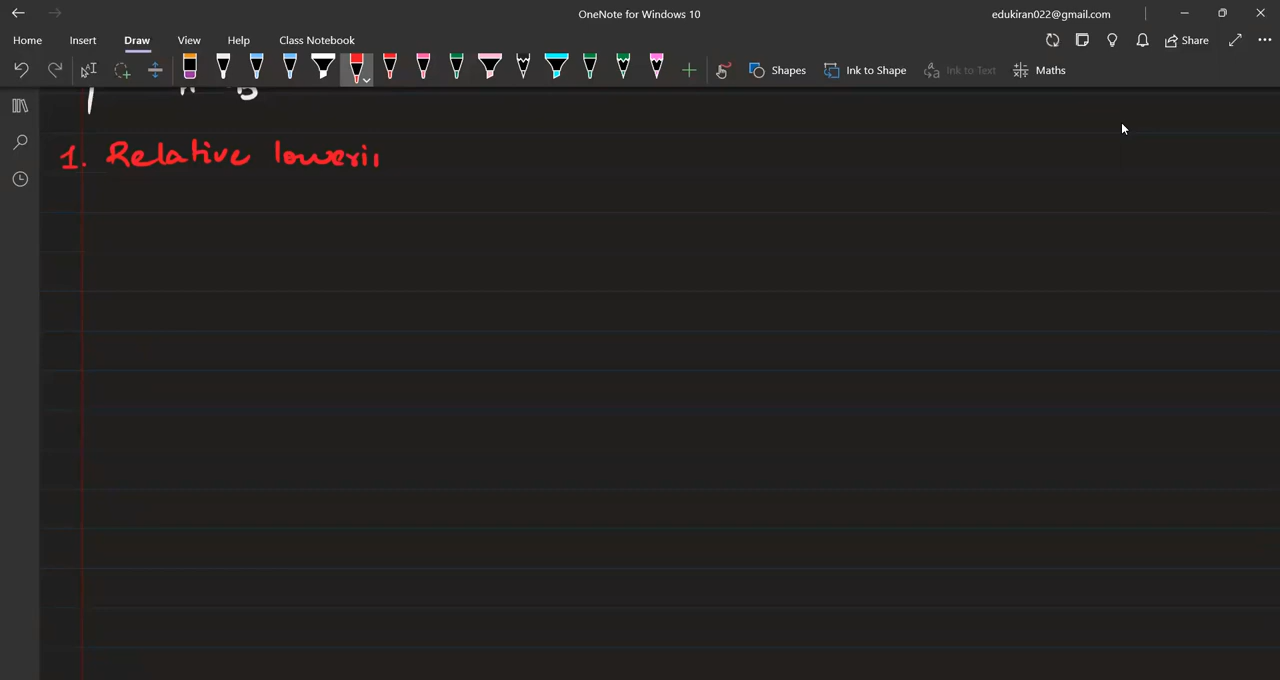 OneNote for Windows 10
edukiran022@gmail.com
Home Insert Draw View Help Class Notebook
Share
Shapes Ink to Shape Ink to Text Maths
1. Relative